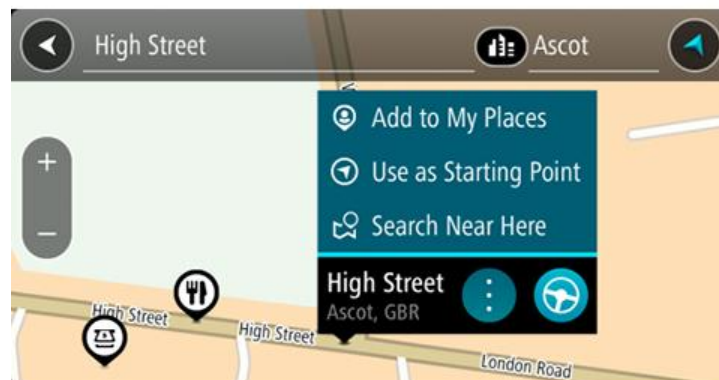 High Street
Ascot
Add to My Places
Use as Starting Point
Search Near Here
High Street
Ascot, GBR
High Street
High Street
London Road